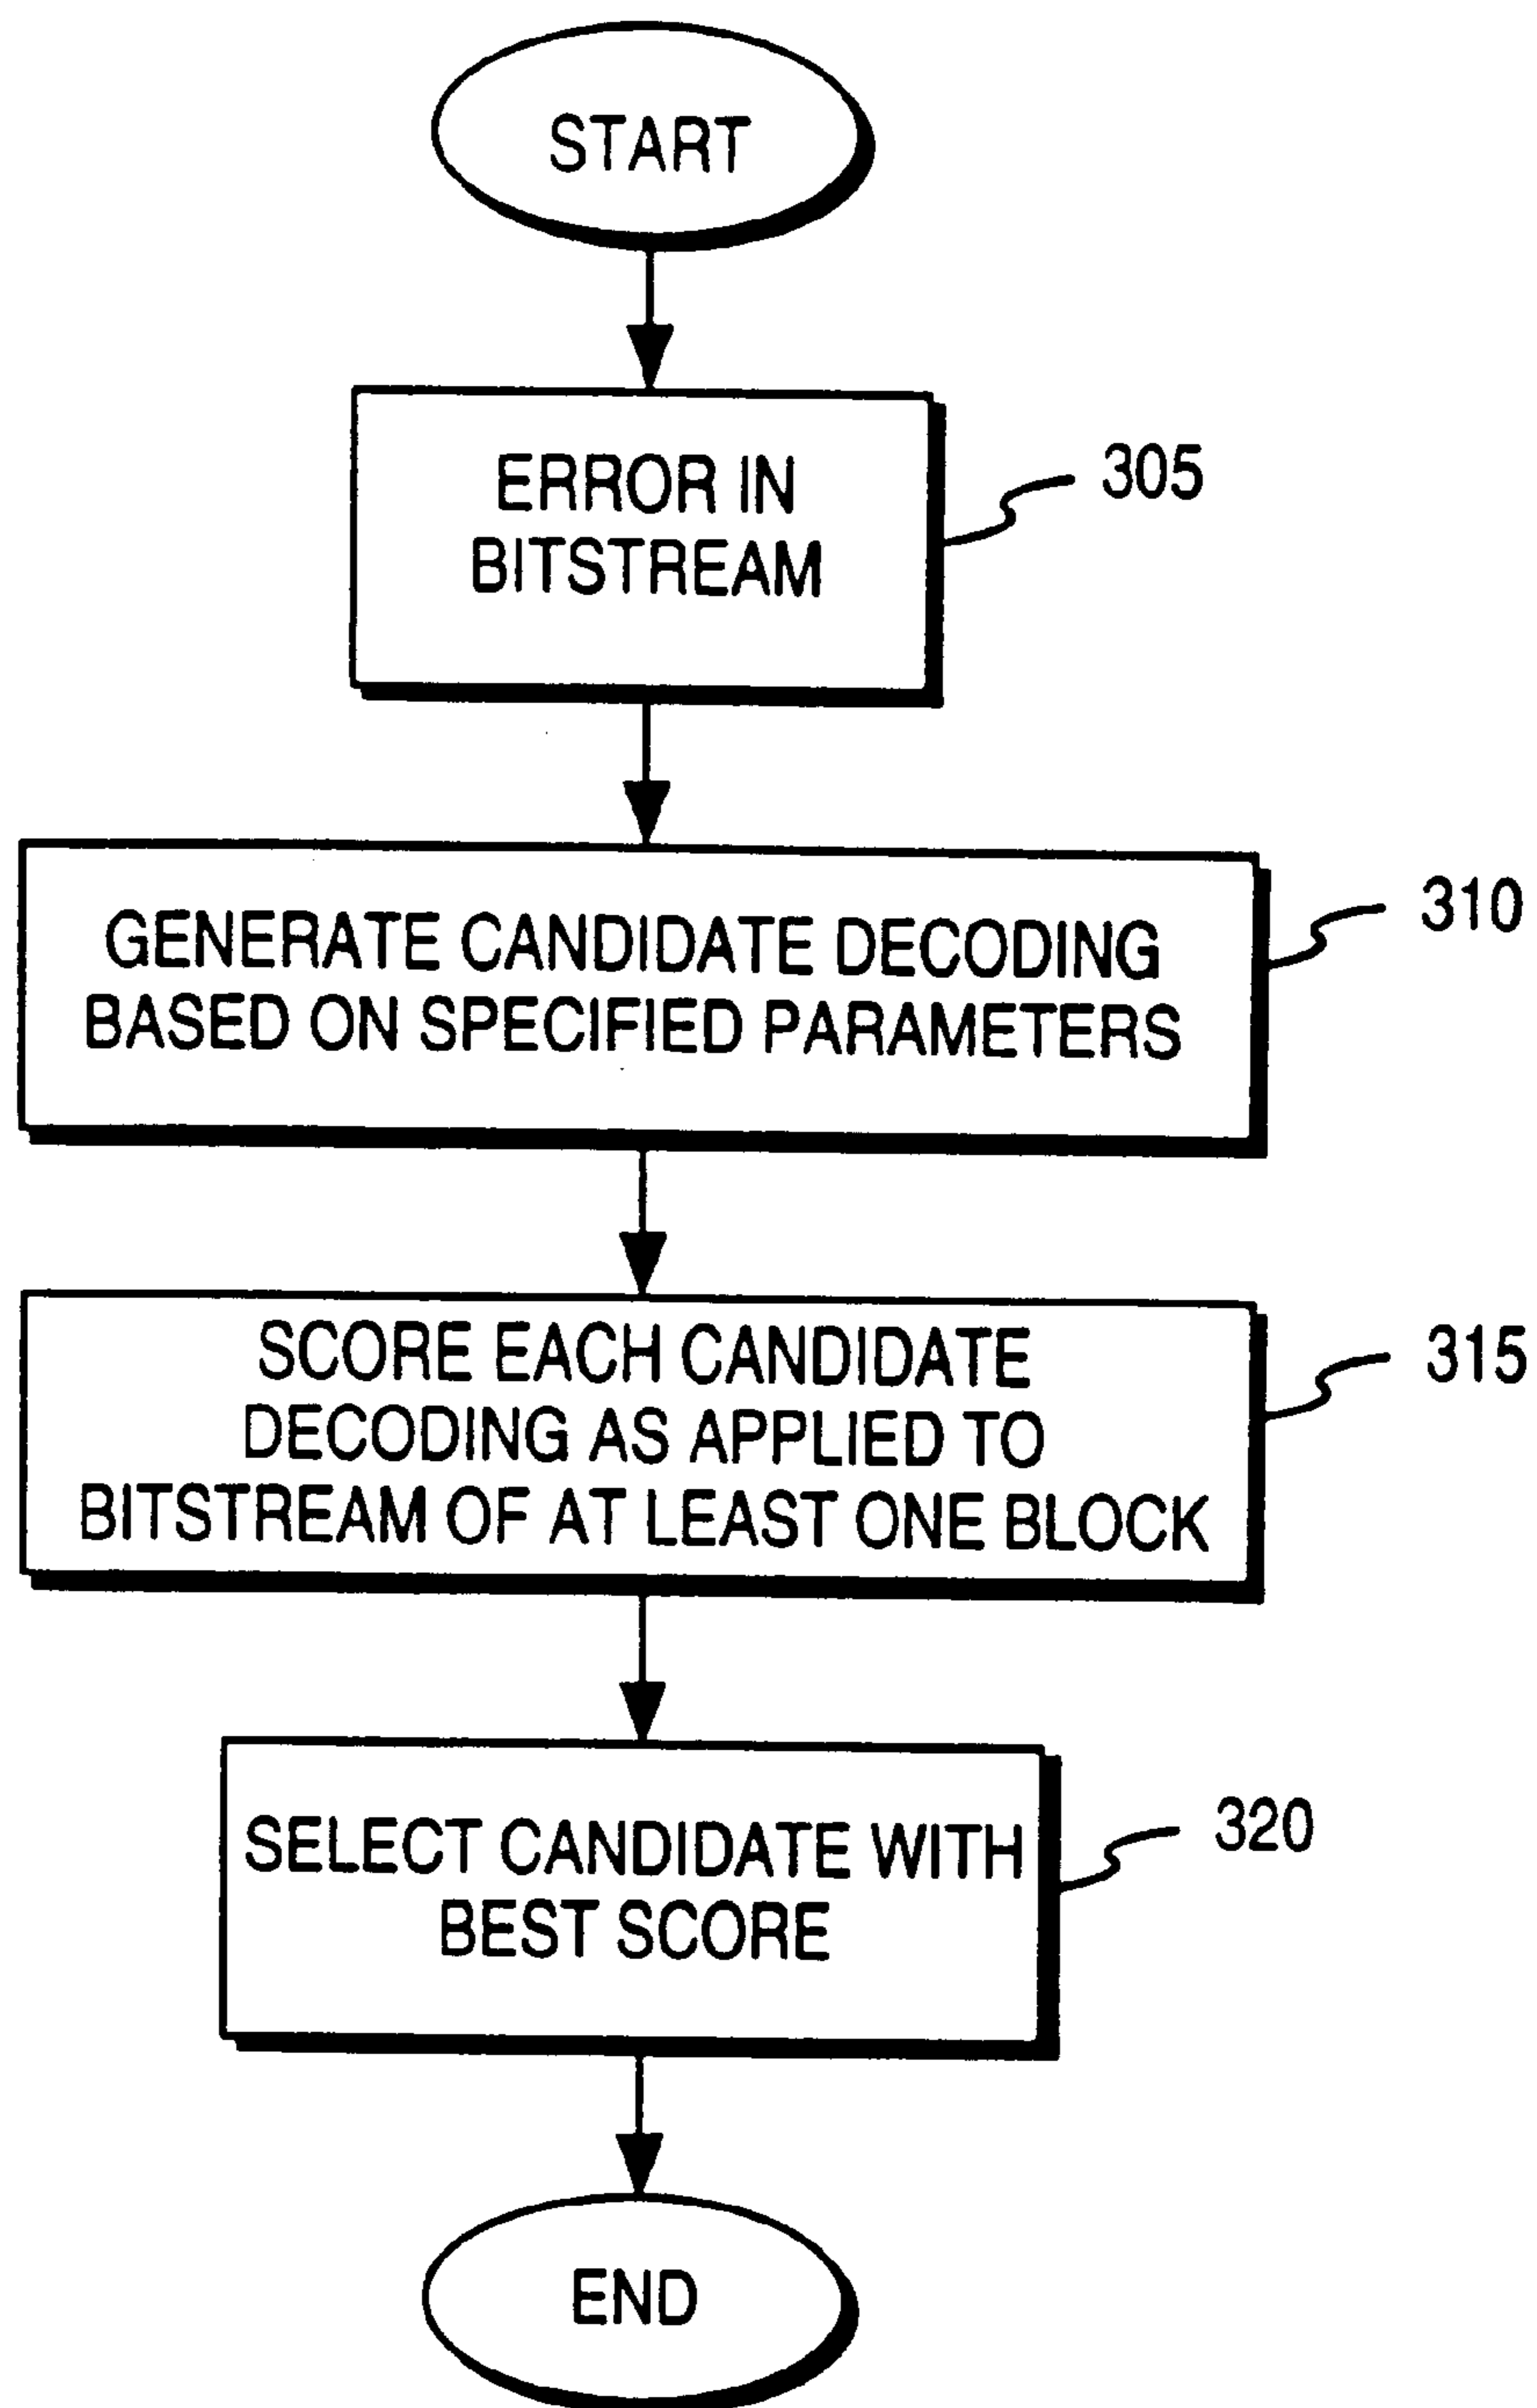 START
ERROR IN
BITSTREAM
305
GENERATE CANDIDATE DECODING
BASED ON SPECIFIED PARAMETERS
310
SCORE EACH CANDIDATE
DECODING AS APPLIED TO
BITSTREAM OF AT LEAST ONE BLOCK
315
SELECT CANDIDATE WITH
BEST SCORE
320
END